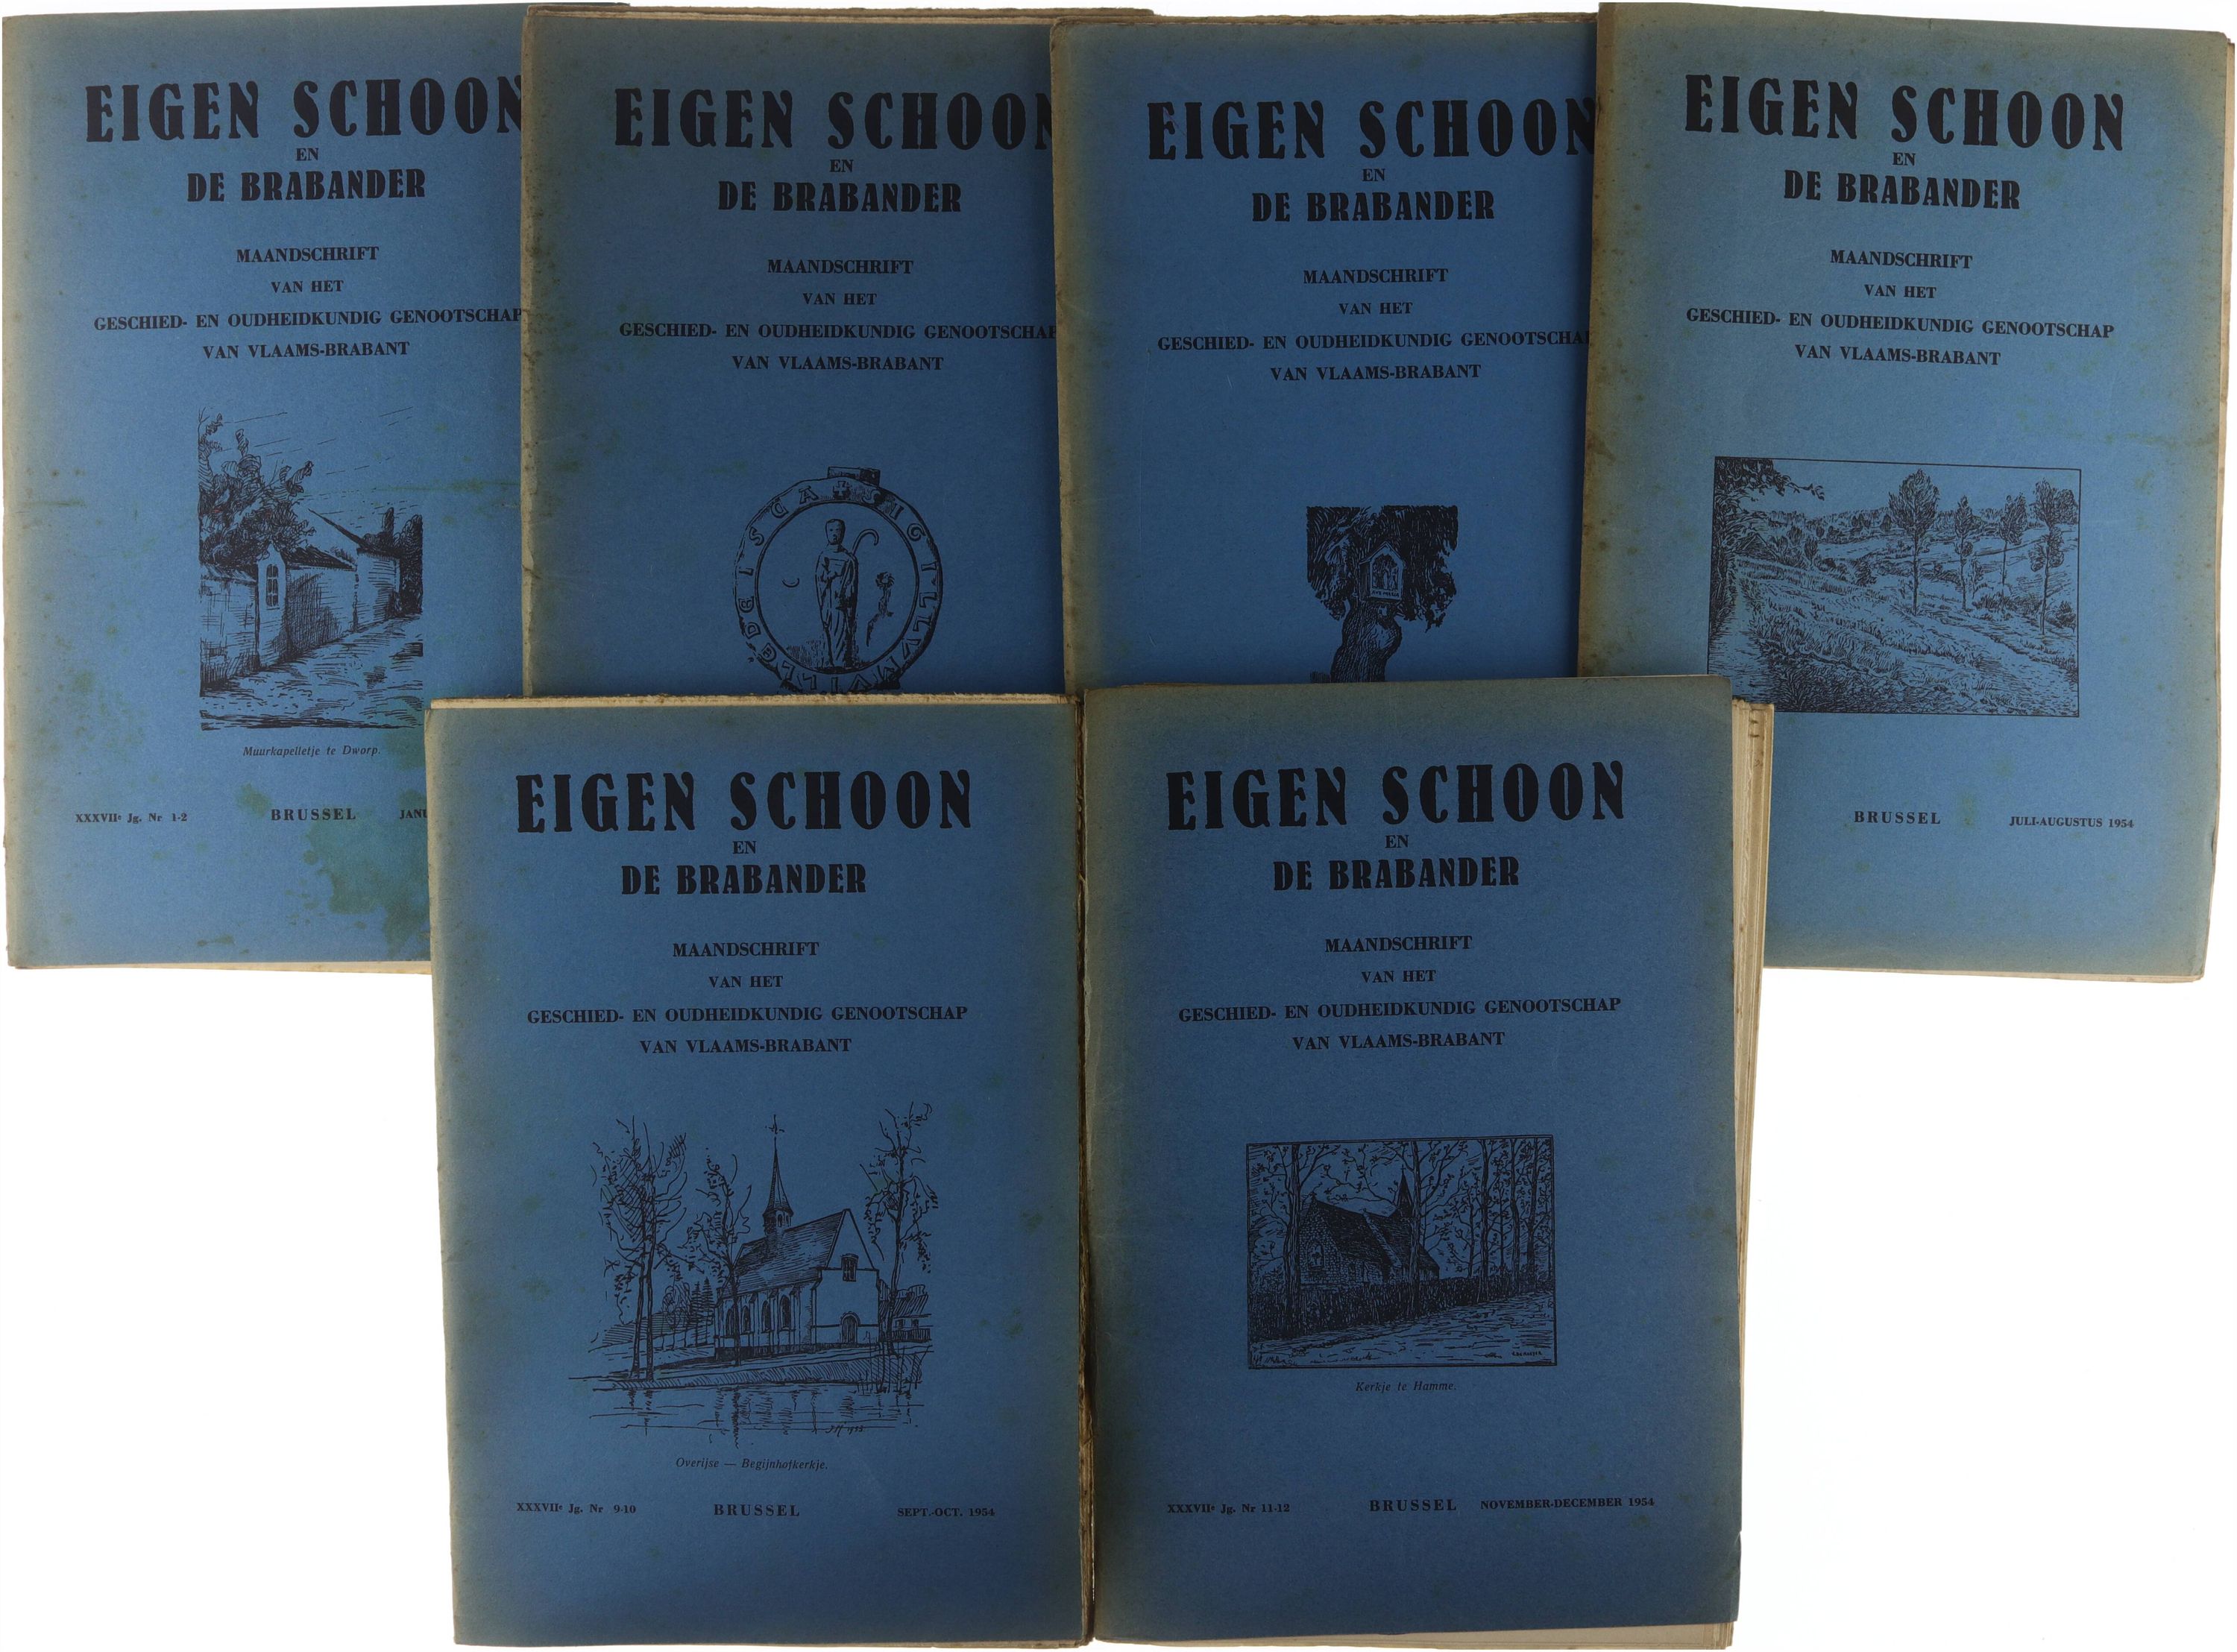 EIGEN SCHOON
EN
DE BRABANDER
MAANDSCHRIFT
VAN HET
GESCHIED- EN OUDHEIDKUNDIG GENOOTSCHAP
VAN VLAAMS-BRABANT
Muurkapelletje te Dworp.
XXXVIIe Jg. Nr 1-2 BRUSSEL JANU
EIGEN SCHOON
EN
DE BRABANDER
MAANDSCHRIFT
VAN HET
GESCHIED- EN OUDHEIDKUNDIG GENOOTSCHAP
VAN VLAAMS-BRABANT
EIGEN SCHOON
EN
DE BRABANDER
MAANDSCHRIFT
VAN HET
GESCHIED- EN OUDHEIDKUNDIG GENOOTSCHA
VAN VLAAMS-BRABANT
EIGEN SCHOON
EN
DE BRABANDER
MAANDSCHRIFT
VAN HET
GESCHIED- EN OUDHEIDKUNDIG GENOOTSCHAP
VAN VLAAMS-BRABANT
BRUSSEL JULI-AUGUSTUS 1954
EIGEN SCHOON
EN
DE BRABANDER
MAANDSCHRIFT
VAN HET
GESCHIED- EN OUDHEIDKUNDIG GENOOTSCHAP
VAN VLAAMS-BRABANT
Overijse — Begijnhofkerkje.
XXXVIIe Jg. Nr 9-10 BRUSSEL SEPT.-OCT. 1954
EIGEN SCHOON
EN
DE BRABANDER
MAANDSCHRIFT
VAN HET
GESCHIED- EN OUDHEIDKUNDIG GENOOTSCHAP
VAN VLAAMS-BRABANT
Kerkje te Hamme.
XXXVIIe Jg. Nr 11-12 BRUSSEL NOVEMBER-DECEMBER 1954